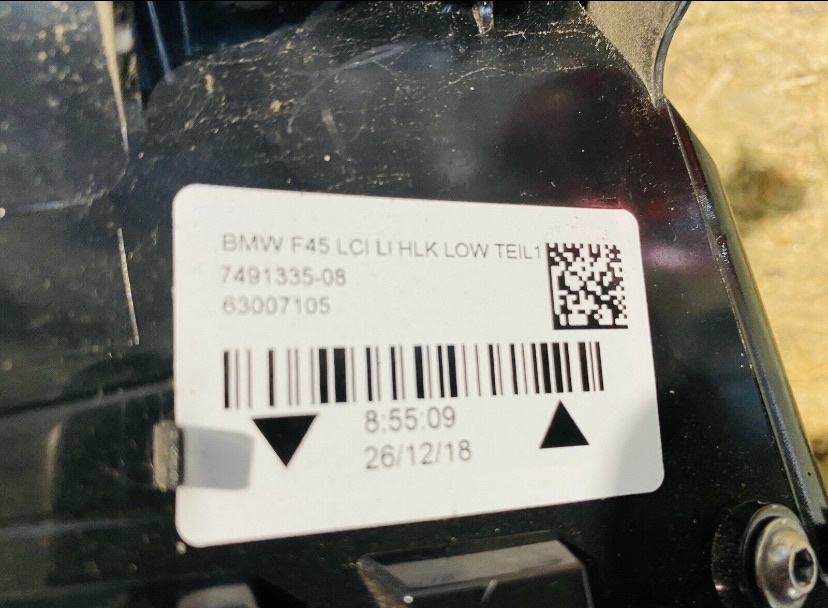 BMW F45 LCI LI HLK LOW TEIL1
7491335-08
63007105
8:55:09
26/12/18